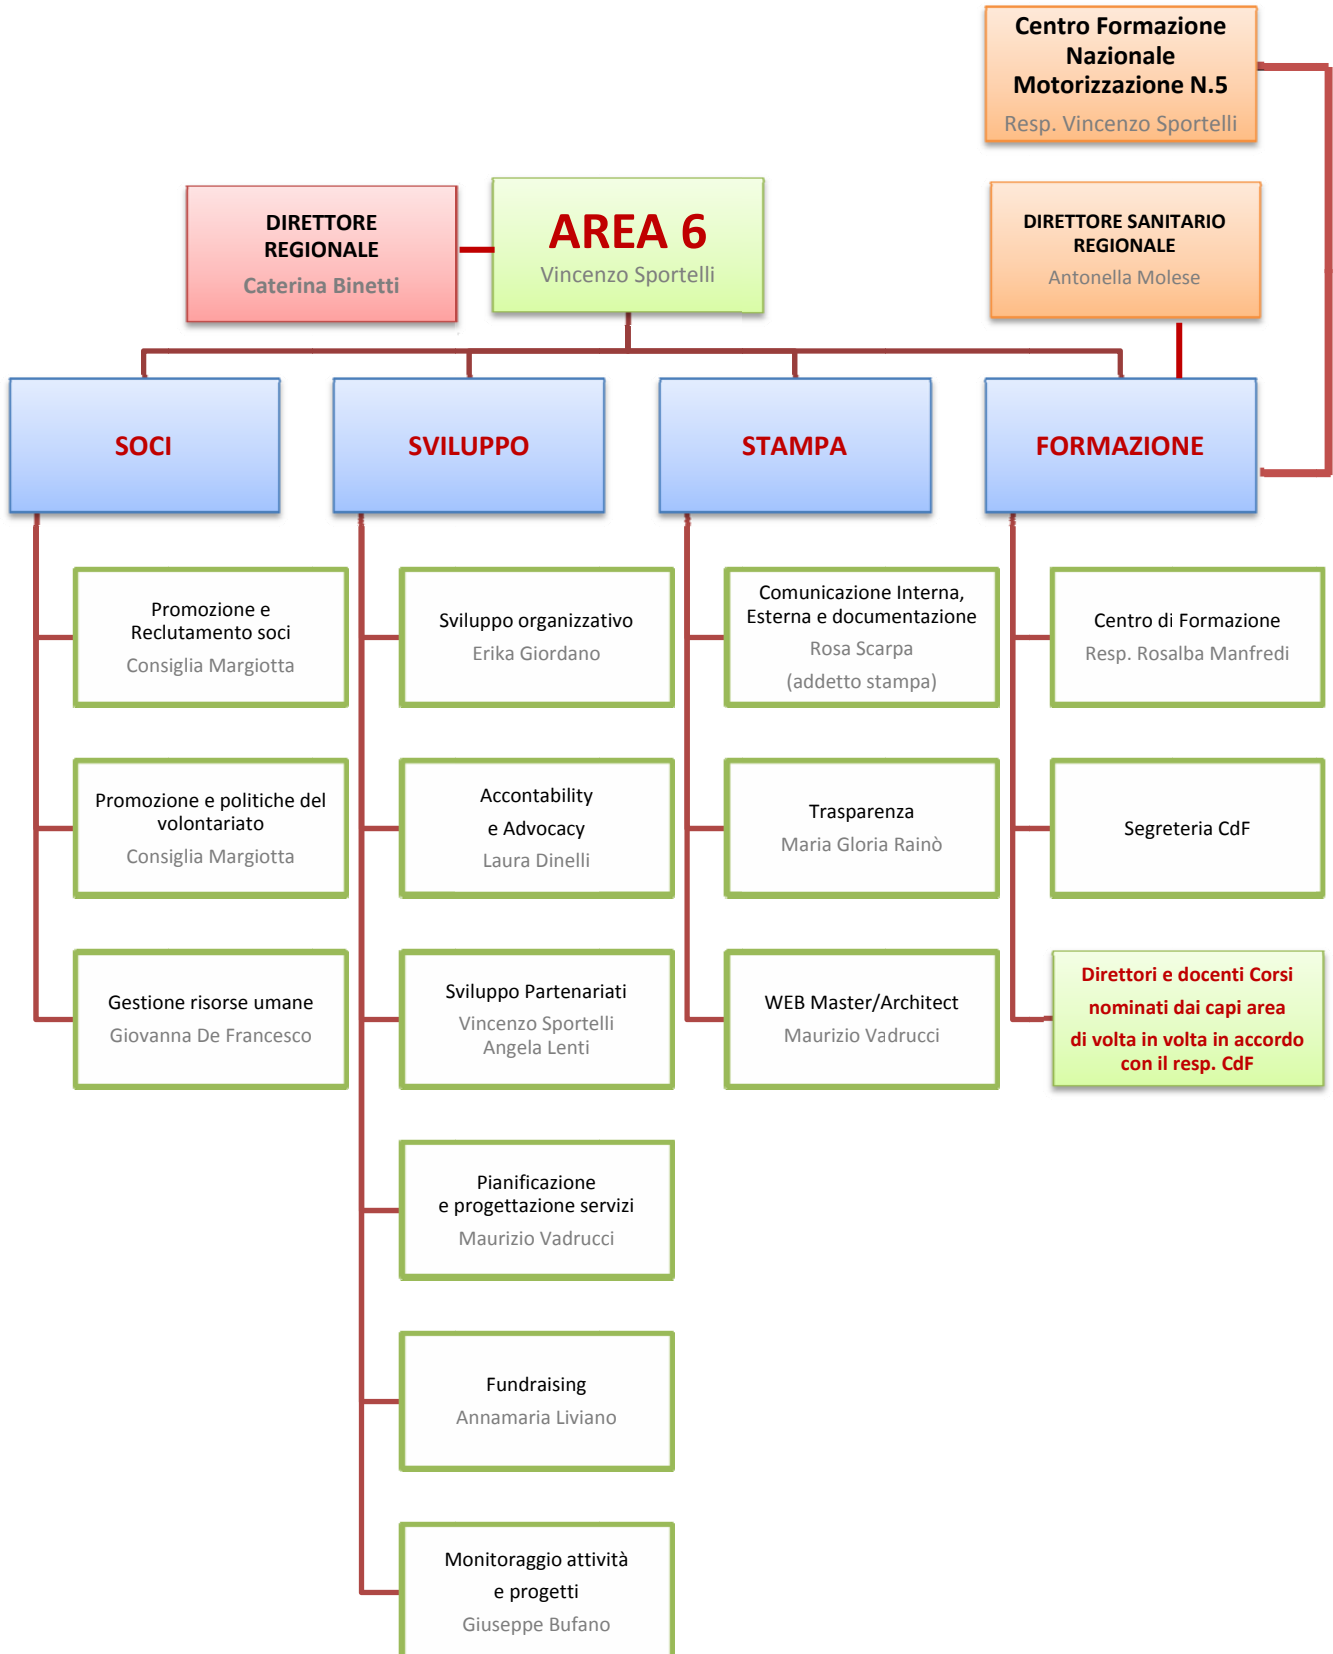 Centro Formazione
Nazionale
Motorizzazione N.5
Resp. Vincenzo Sportelli
DIRETTORE
REGIONALE
Caterina Binetti
AREA 6
Vincenzo Sportelli
DIRETTORE SANITARIO
REGIONALE
Antonella Molese
SOCI
SVILUPPO
STAMPA
FORMAZIONE
Promozione e
Reclutamento soci
Consiglia Margiotta
Promozione e politiche del
volontariato
Consiglia Margiotta
Gestione risorse umane
Giovanna De Francesco
Sviluppo organizzativo
Erika Giordano
Accontability
e Advocacy
Laura Dinelli
Sviluppo Partenariati
Vincenzo Sportelli
Angela Lenti
Pianificazione
e progettazione servizi
Maurizio Vadrucci
Fundraising
Annamaria Liviano
Monitoraggio attività
e progetti
Giuseppe Bufano
Comunicazione Interna,
Esterna e documentazione
Rosa Scarpa
(addetto stampa)
Trasparenza
Maria Gloria Rainò
WEB Master/Architect
Maurizio Vadrucci
Centro di Formazione
Resp. Rosalba Manfredi
Segreteria CdF
Direttori e docenti Corsi
nominati dai capi area
di volta in volta in accordo
con il resp. CdF